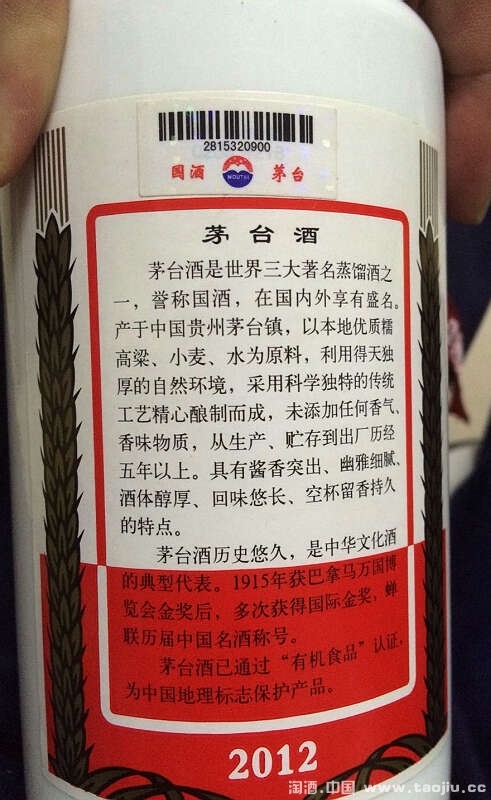 2815320900
国酒 MOUTAI 茅台
茅台酒
茅台酒是世界三大著名蒸馏酒之
一，誉称国酒，在国内外享有盛名。
产于中国贵州茅台镇，以本地优质糯
高粱、小麦、水为原料，利用得天独
厚的自然环境，采用科学独特的传统
工艺精心酿制而成，未添加任何香气、
香味物质，从生产、贮存到出厂历经
五年以上。具有酱香突出、幽雅细腻、
酒体醇厚、回味悠长、空杯留香持久
的特点。
茅台酒历史悠久，是中华文化酒
的典型代表。1915年获巴拿马万国博
览会金奖后，多次获得国际金奖，蝉
联历届中国名酒称号。
茅台酒已通过“有机食品”认证，
为中国地理标志保护产品。
2012
淘酒.中国 www.taojiu.cc